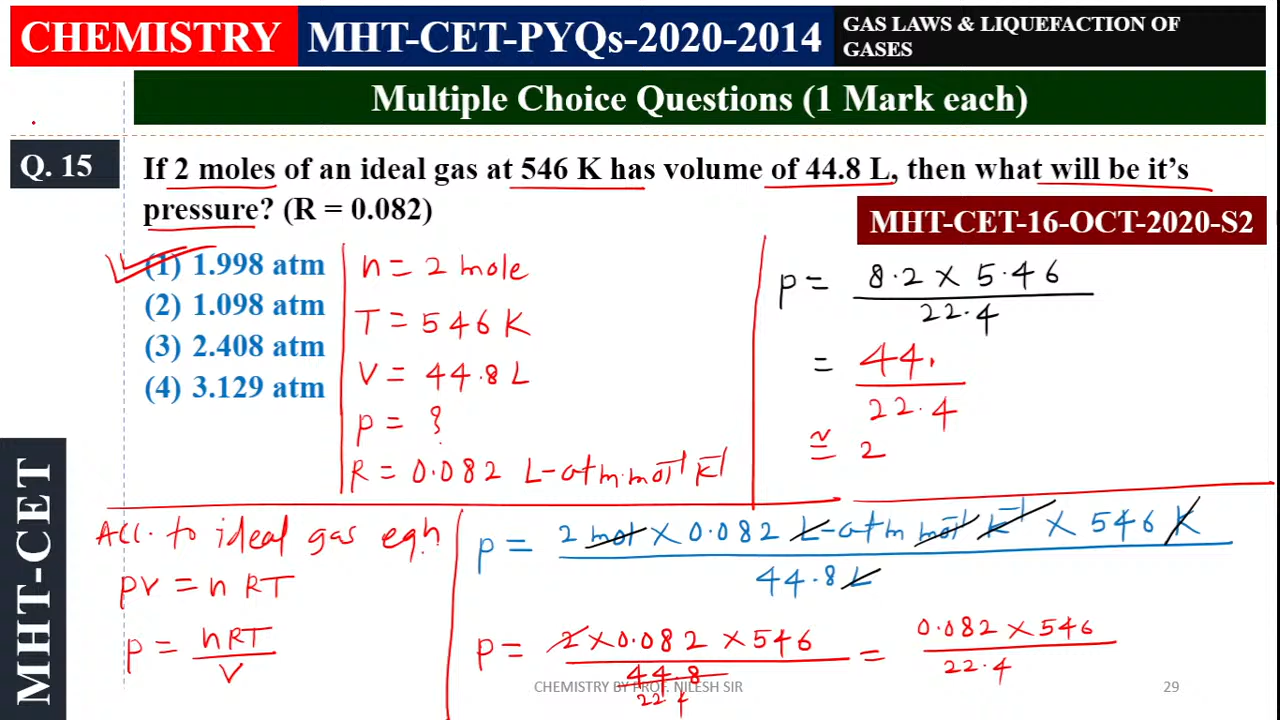 CHEMISTRY
MHT-CET-PYQs-2020-2014
GAS LAWS & LIQUEFACTION OF
GASES
Multiple Choice Questions (1 Mark each)
Q. 15
If 2 moles of an ideal gas at 546 K has volume of 44.8 L, then what will be it's
pressure? (R = 0.082)
MHT-CET-16-OCT-2020-S2
(1) 1.998 atm
(2) 1.098 atm
(3) 2.408 atm
(4) 3.129 atm
n = 2 mole
T = 546 K
V = 44.8 L
p = ?
R = 0.082 L-atm·mol⁻¹ K⁻¹
p = 8.2 × 5.46 / 22.4
= 44. / 22.4
≅ 2
Acc. to ideal gas eqn.
pV = nRT
p = nRT / V
p = 2 mol × 0.082 L-atm mol⁻¹ K⁻¹ × 546 K / 44.8 L
p = 2 × 0.082 × 546 / 44.8 = 0.082 × 546 / 22.4
22.4
MHT-CET
CHEMISTRY BY PROF. NILESH SIR
29